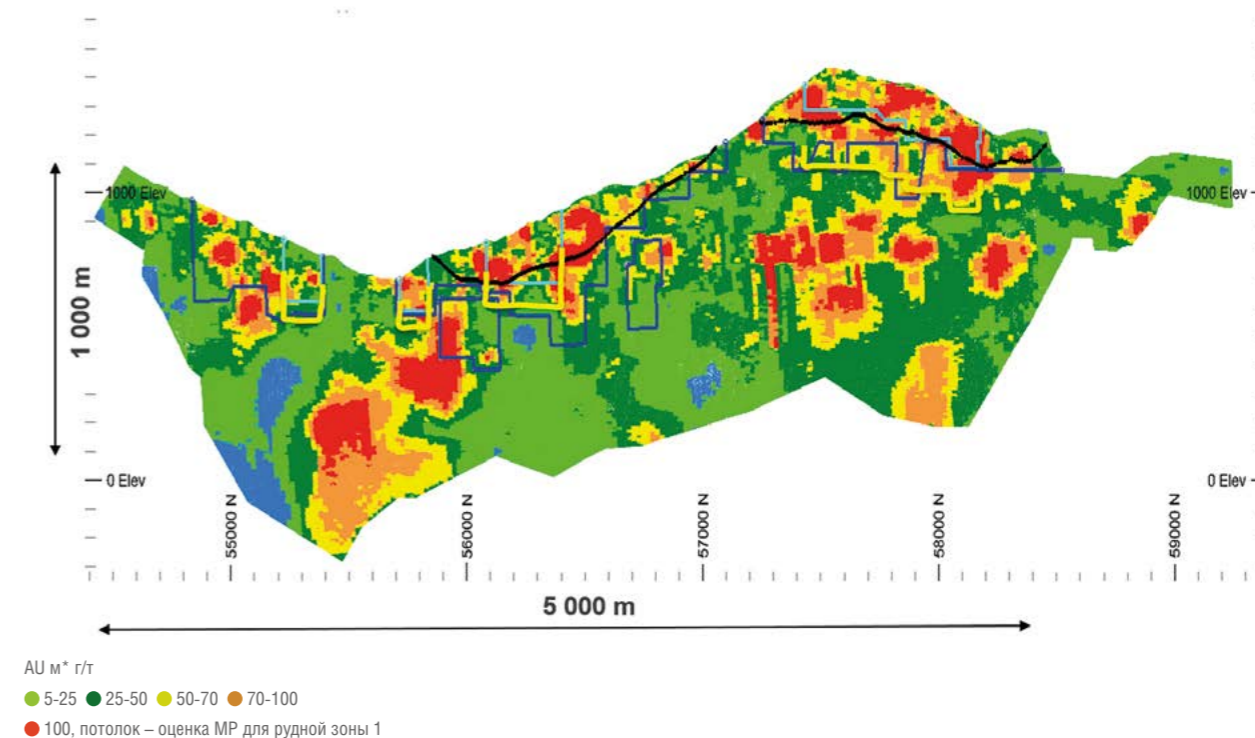 1000 Elev
1000 Elev
1 000 m
0 Elev
0 Elev
55000 N
56000 N
57000 N
58000 N
59000 N
5 000 m
AU м* г/т
5-25 25-50 50-70 70-100
100, потолок – оценка МР для рудной зоны 1